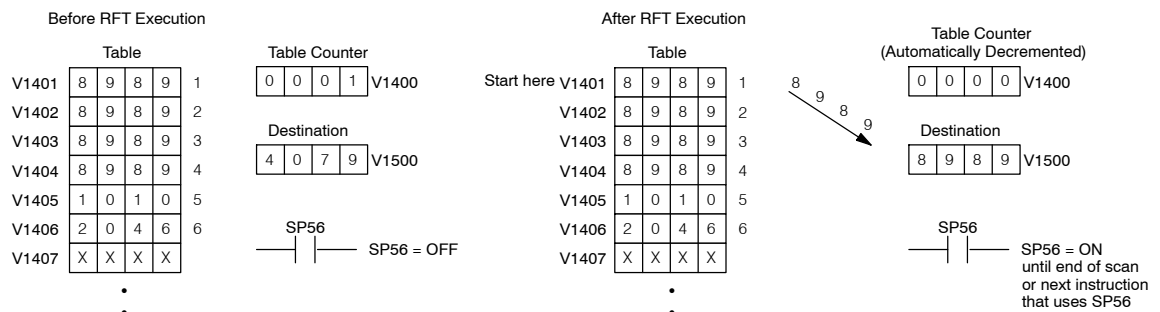 Before RFT Execution
Table
V1401 8 9 8 9 1
V1402 8 9 8 9 2
V1403 8 9 8 9 3
V1404 8 9 8 9 4
V1405 1 0 1 0 5
V1406 2 0 4 6 6
V1407 X X X X
Table Counter
0 0 0 1 V1400
Destination
4 0 7 9 V1500
SP56
SP56 = OFF
After RFT Execution
Table
Start here V1401 8 9 8 9 1
V1402 8 9 8 9 2
V1403 8 9 8 9 3
V1404 8 9 8 9 4
V1405 1 0 1 0 5
V1406 2 0 4 6 6
V1407 X X X X
8 9 8 9
Table Counter
(Automatically Decremented)
0 0 0 0 V1400
Destination
8 9 8 9 V1500
SP56
SP56 = ON
until end of scan
or next instruction
that uses SP56